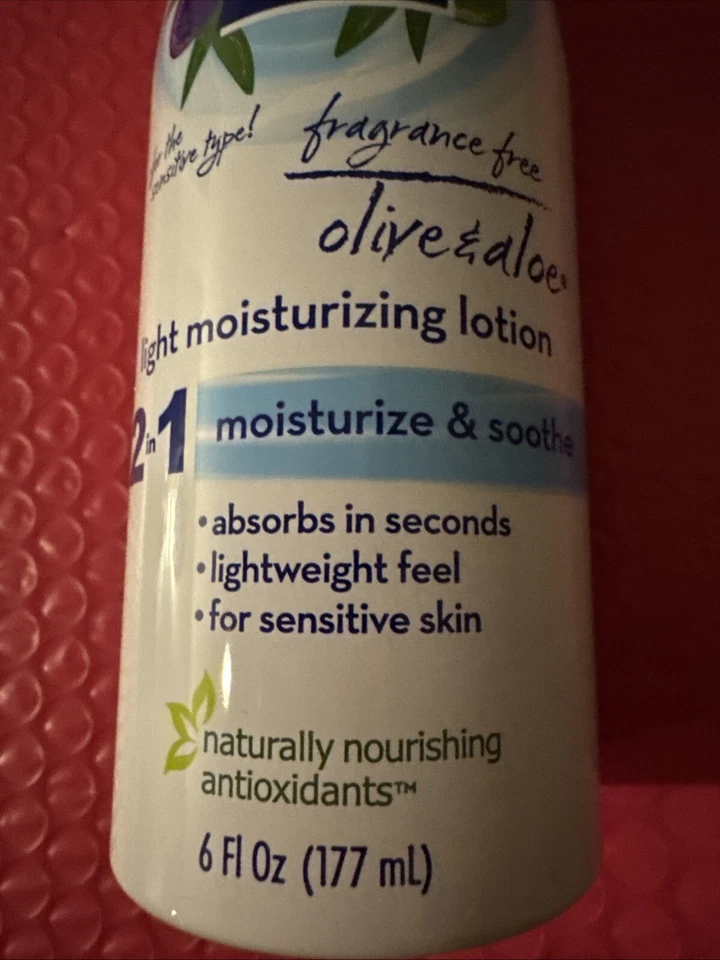 for the
sensitive type!
fragrance free
olive & aloe
light moisturizing lotion
2 in 1 moisturize & soothe
•absorbs in seconds
•lightweight feel
•for sensitive skin
naturally nourishing
antioxidants™
6 Fl Oz (177 mL)